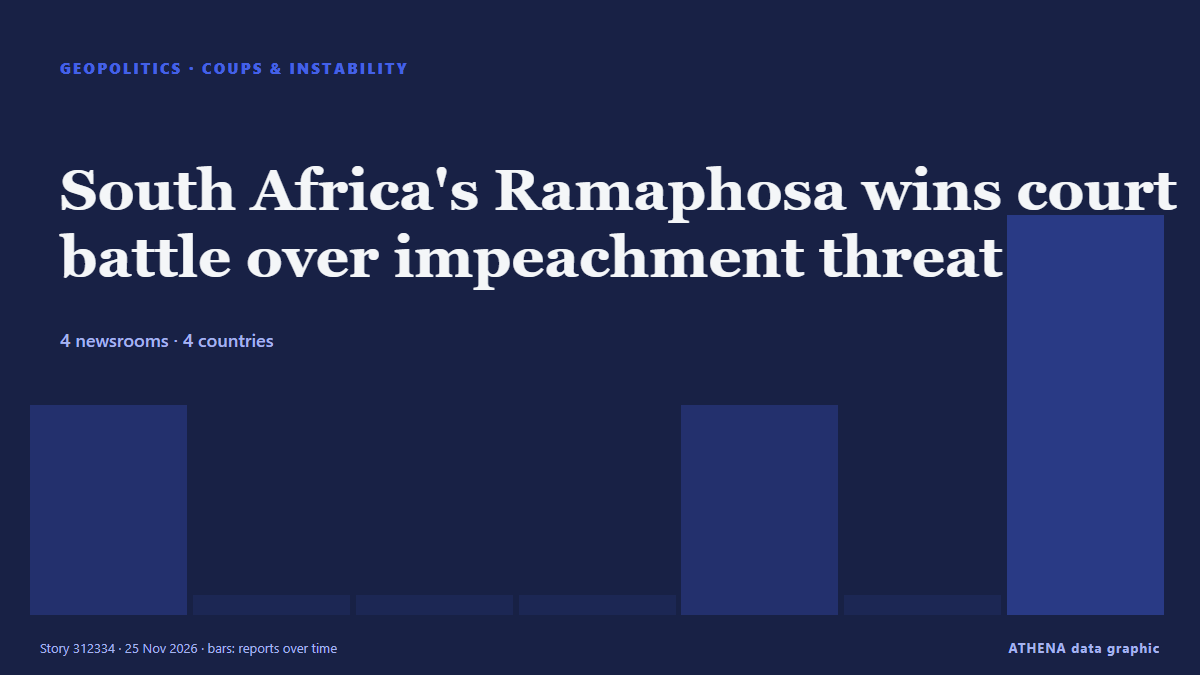 GEOPOLITICS · COUPS & INSTABILITY
South Africa's Ramaphosa wins court
battle over impeachment threat
4 newsrooms · 4 countries
Story 312334 · 25 Nov 2026 · bars: reports over time
ATHENA data graphic